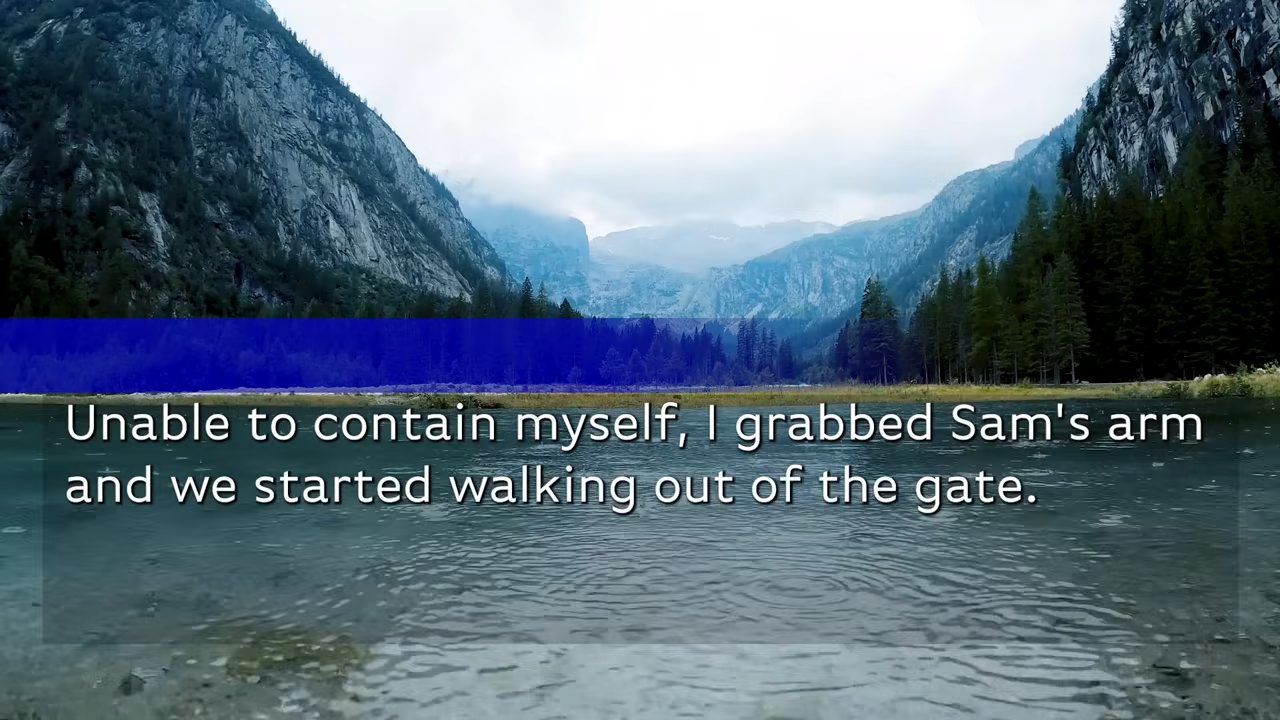 Unable to contain myself, I grabbed Sam's arm
and we started walking out of the gate.